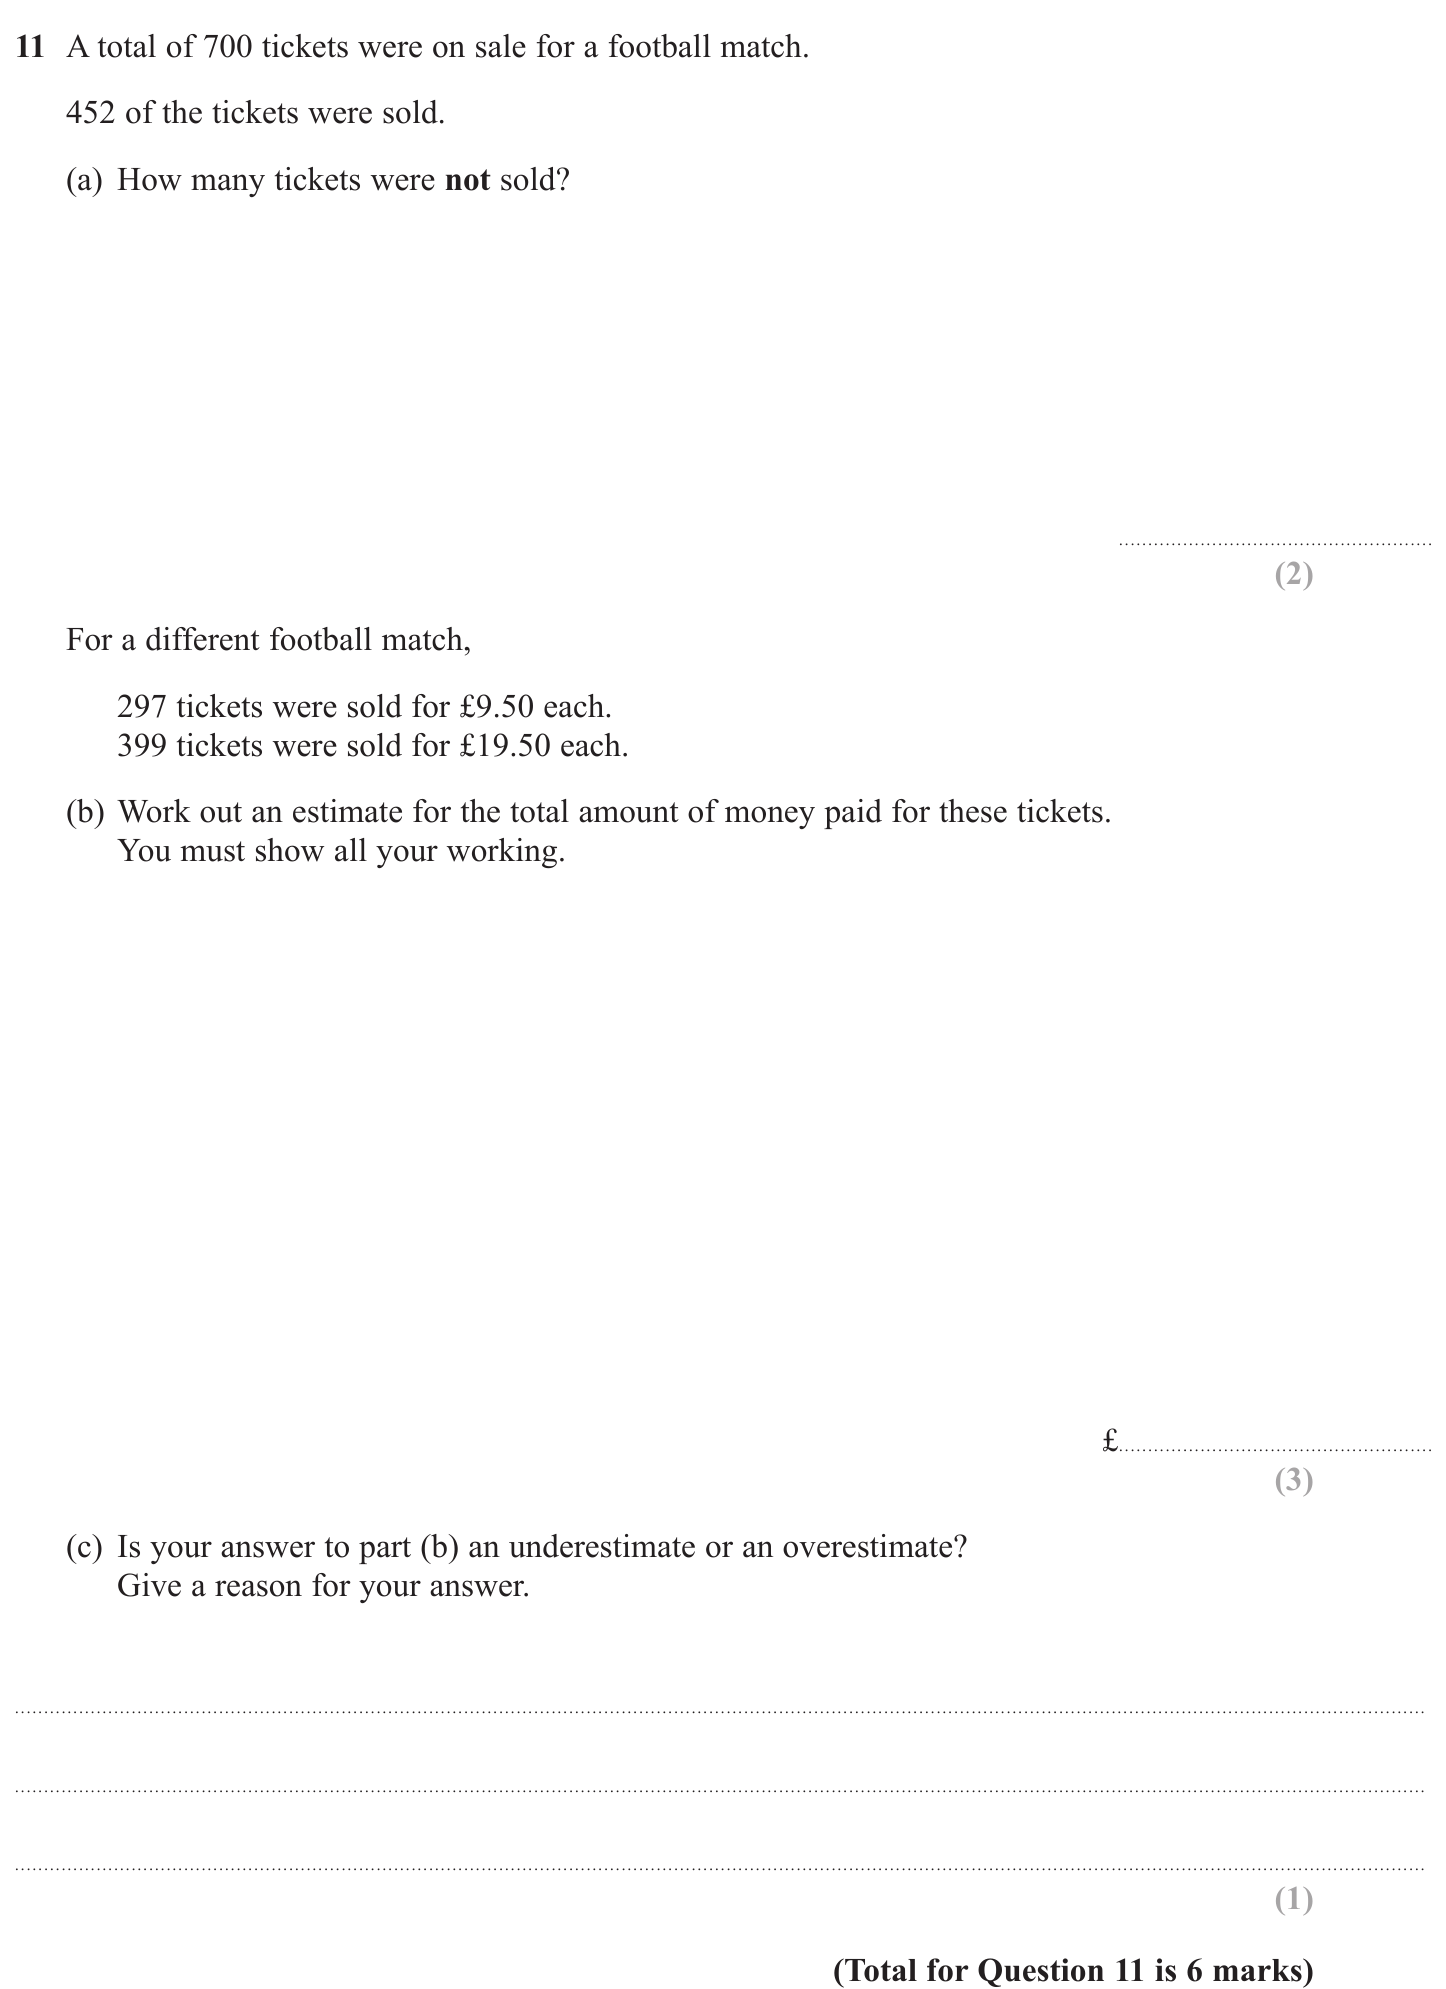 11 A total of 700 tickets were on sale for a football match.
452 of the tickets were sold.
(a) How many tickets were not sold?
(2)
For a different football match,
297 tickets were sold for £9.50 each.
399 tickets were sold for £19.50 each.
(b) Work out an estimate for the total amount of money paid for these tickets.
You must show all your working.
£
(3)
(c) Is your answer to part (b) an underestimate or an overestimate?
Give a reason for your answer.
(1)
(Total for Question 11 is 6 marks)